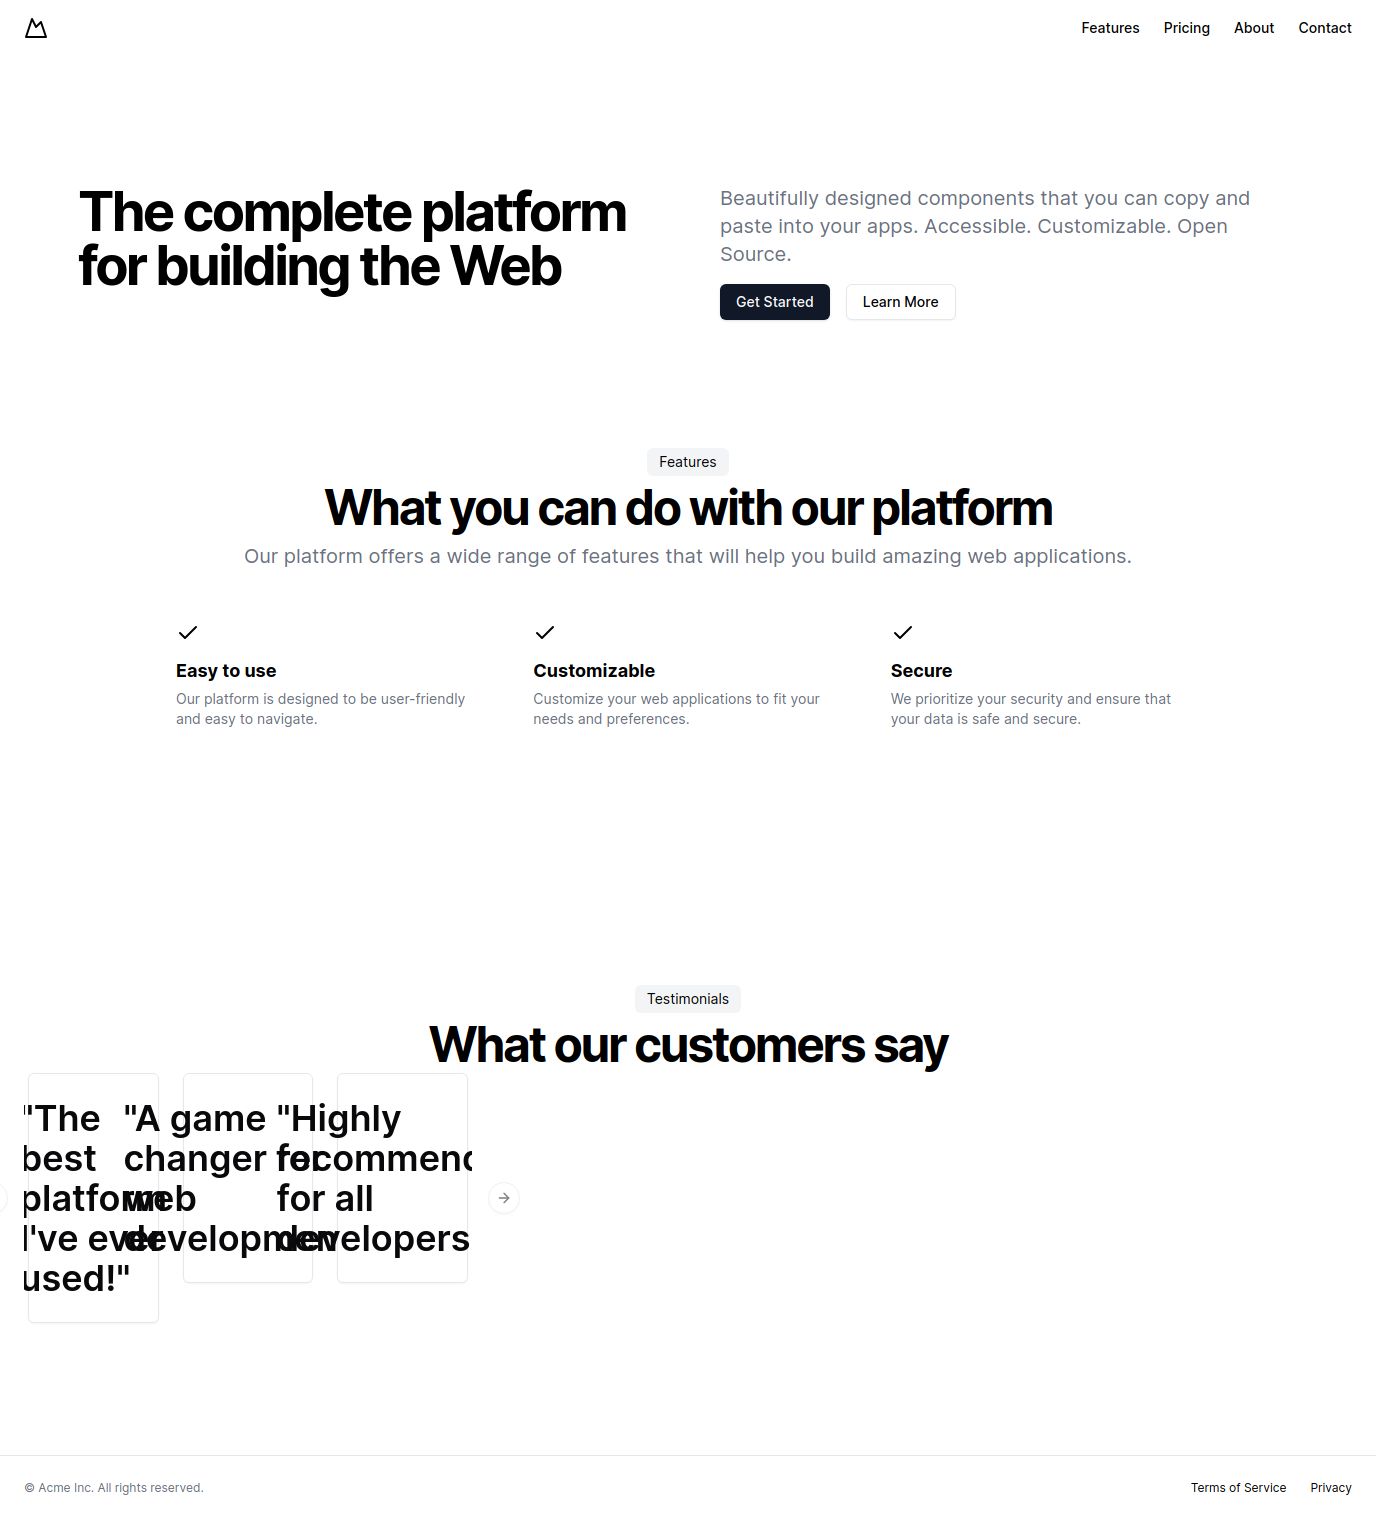 Features Pricing About Contact
The complete platform
for building the Web
Beautifully designed components that you can copy and
paste into your apps. Accessible. Customizable. Open
Source.
Get Started Learn More
Features
What you can do with our platform
Our platform offers a wide range of features that will help you build amazing web applications.
Easy to use
Our platform is designed to be user-friendly
and easy to navigate.
Customizable
Customize your web applications to fit your
needs and preferences.
Secure
We prioritize your security and ensure that
your data is safe and secure.
Testimonials
What our customers say
"The
best
platform
I've ever
used!"
"A game
changer for
web
"Highly
recommend
for all
developers
© Acme Inc. All rights reserved.
Terms of Service Privacy